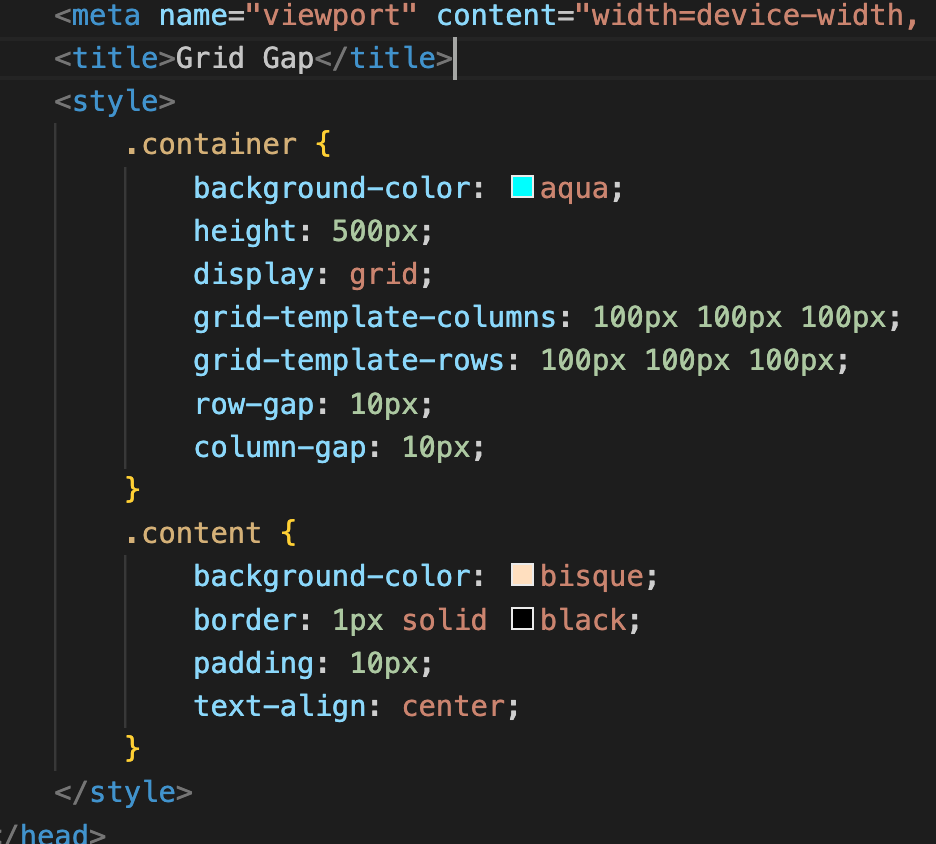 <meta name="viewport" content="width=device-width,
<title>Grid Gap</title>
<style>
.container {
background-color: aqua;
height: 500px;
display: grid;
grid-template-columns: 100px 100px 100px;
grid-template-rows: 100px 100px 100px;
row-gap: 10px;
column-gap: 10px;
}
.content {
background-color: bisque;
border: 1px solid black;
padding: 10px;
text-align: center;
}
</style>
/head>